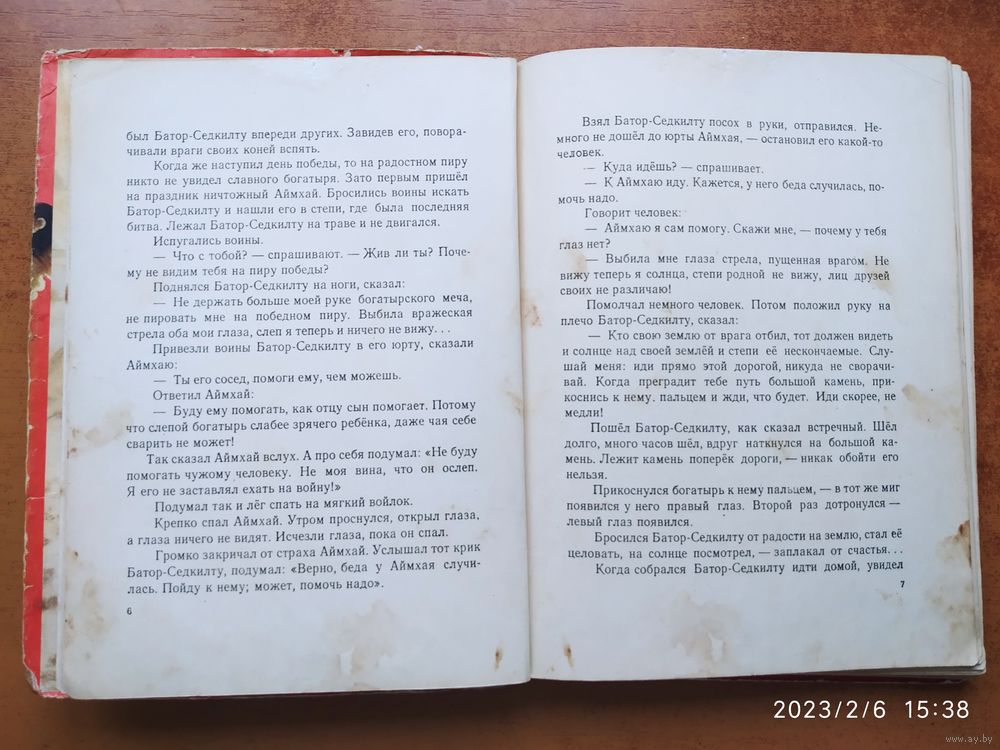 был Батор-Седкилту впереди других. Завидев его, повора-
чивали враги своих коней вспять.
Когда же наступил день победы, то на радостном пиру
никто не увидел славного богатыря. Зато первым пришёл
на праздник ничтожный Аймхай. Бросились воины искать
Батор-Седкилту и нашли его в степи, где была последняя
битва. Лежал Батор-Седкилту на траве и не двигался.
Испугались воины.
— Что с тобой? — спрашивают. — Жив ли ты? Поче-
му не видим тебя на пиру победы?
Поднялся Батор-Седкилту на ноги, сказал:
— Не держать больше моей руке богатырского меча,
не пировать мне на победном пиру. Выбила вражеская
стрела оба мои глаза, слеп я теперь и ничего не вижу...
Привезли воины Батор-Седкилту в его юрту, сказали
Аймхаю:
— Ты его сосед, помоги ему, чем можешь.
Ответил Аймхай:
— Буду ему помогать, как отцу сын помогает. Потому
что слепой богатырь слабее зрячего ребёнка, даже чая себе
сварить не может!
Так сказал Аймхай вслух. А про себя подумал: «Не буду
помогать чужому человеку. Не моя вина, что он ослеп.
Я его не заставлял ехать на войну!»
Подумал так и лёг спать на мягкий войлок.
Крепко спал Аймхай. Утром проснулся, открыл глаза,
а глаза ничего не видят. Исчезли глаза, пока он спал.
Громко закричал от страха Аймхай. Услышал тот крик
Батор-Седкилту, подумал: «Верно, беда у Аймхая случи-
лась. Пойду к нему; может, помочь надо».
6
Взял Батор-Седкилту посох в руки, отправился. Не-
много не дошёл до юрты Аймхая, — остановил его какой-то
человек.
— Куда идёшь? — спрашивает.
— К Аймхаю иду. Кажется, у него беда случилась, по-
мочь надо.
Говорит человек:
— Аймхаю я сам помогу. Скажи мне, — почему у тебя
глаз нет?
— Выбила мне глаза стрела, пущенная врагом. Не
вижу теперь я солнца, степи родной не вижу, лиц друзей
своих не различаю!
Помолчал немного человек. Потом положил руку на
плечо Батор-Седкилту, сказал:
— Кто свою землю от врага отбил, тот должен видеть
и солнце над своей землёй и степи её нескончаемые. Слу-
шай меня: иди прямо этой дорогой, никуда не сворачи-
вай. Когда преградит тебе путь большой камень, при-
коснись к нему пальцем и жди, что будет. Иди скорее, не
медли!
Пошёл Батор-Седкилту, как сказал встречный. Шёл
долго, много часов шёл, вдруг наткнулся на большой ка-
мень. Лежит камень поперёк дороги, — никак обойти его
нельзя.
Прикоснулся богатырь к нему пальцем, — в тот же миг
появился у него правый глаз. Второй раз дотронулся —
левый глаз появился.
Бросился Батор-Седкилту от радости на землю, стал её
целовать, на солнце посмотрел, — заплакал от счастья...
Когда собрался Батор-Седкилту идти домой, увидел
7
2023/2/6 15:38
www.ay.by